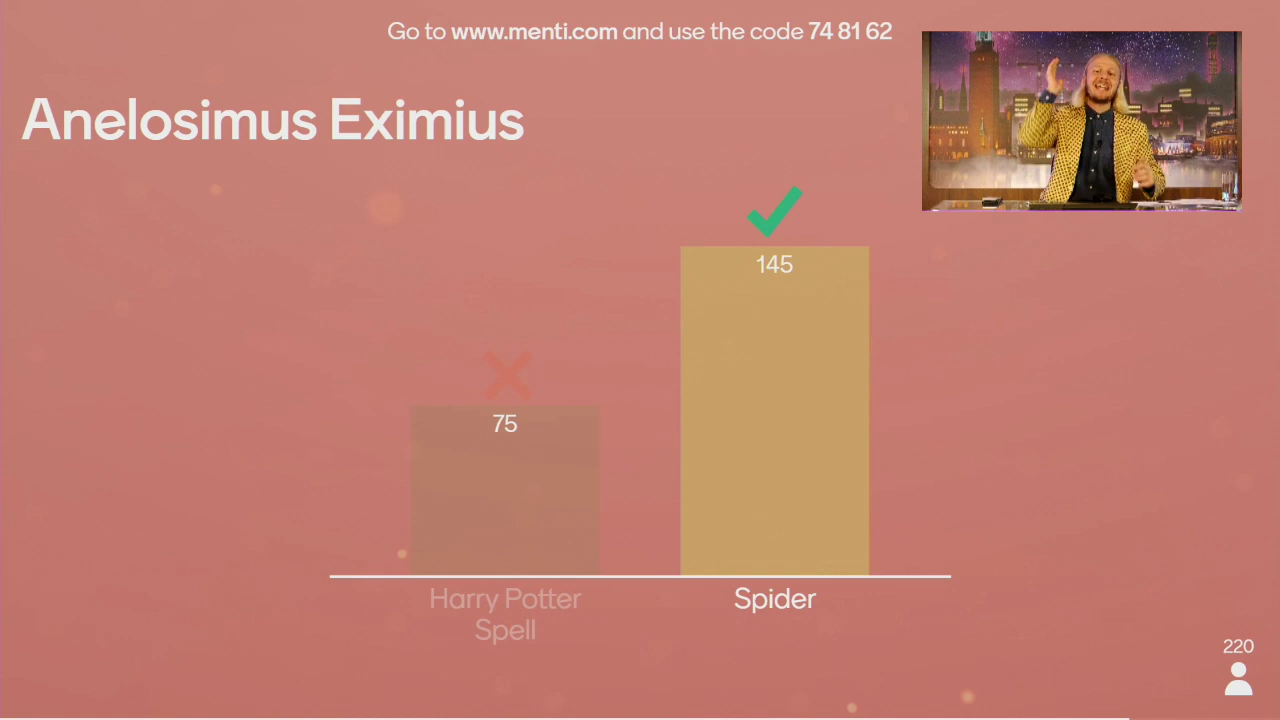 Go to www.menti.com and use the code 74 81 62
Anelosimus Eximius
145
75
Harry Potter
Spell
Spider
220